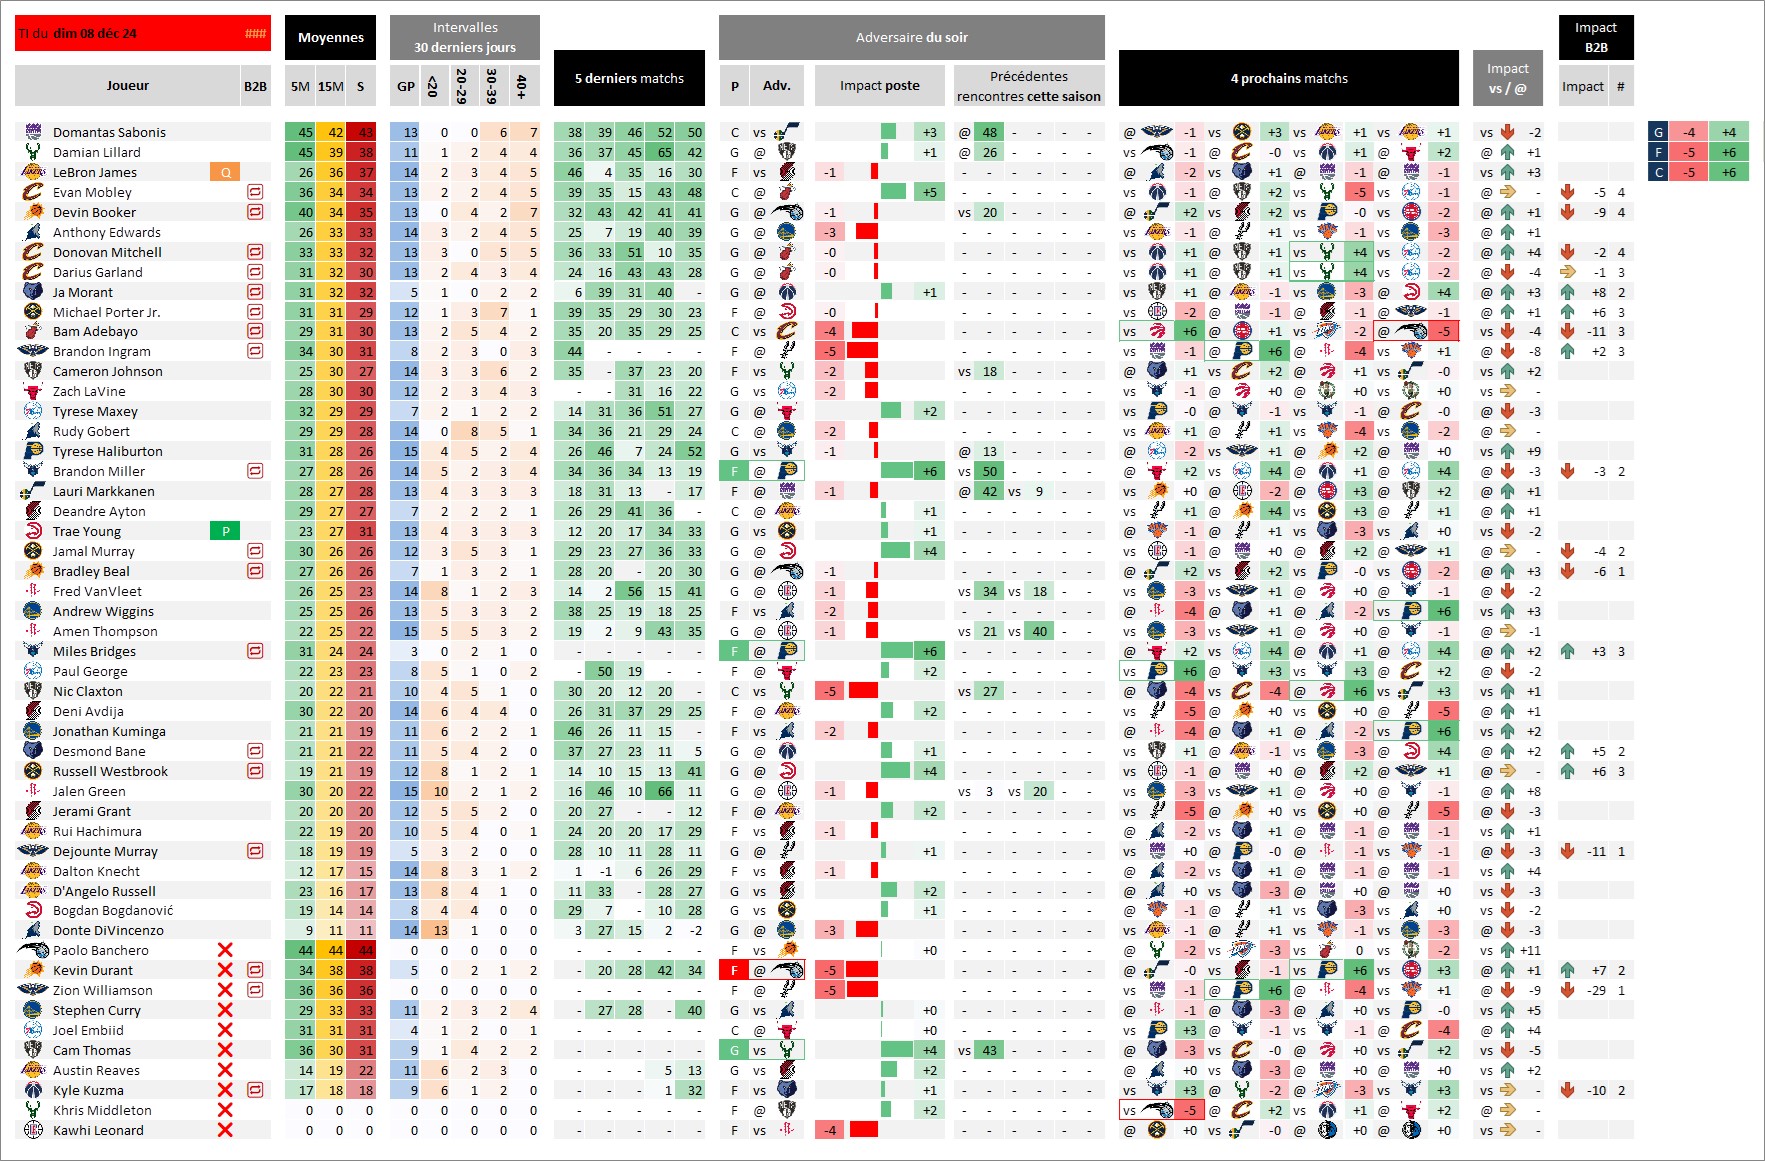 TI du dim 08 déc 24 ###
Moyennes
Intervalles
30 derniers jours
5 derniers matchs
Adversaire du soir
4 prochains matchs
Impact
vs / @
Impact
B2B
Joueur B2B 5M 15M S GP <20 20-29 30-39 40+ P Adv. Impact poste
Précédentes
rencontres cette saison
Impact #
Domantas Sabonis 45 42 43 13 0 0 6 7 38 39 46 52 50 C vs +3 @ 48 - - - @ -1 vs +3 vs +1 vs +1 vs -2
Damian Lillard 45 39 38 11 1 2 4 4 36 37 45 65 42 G @ +1 @ 26 - - - vs -1 @ -0 vs +1 @ +2 @ +1
LeBron James Q 26 36 37 14 2 3 4 5 46 4 35 16 30 F vs -1 - - - - - @ -2 vs +1 @ -1 @ -1 vs +3
Evan Mobley 36 34 34 13 2 2 4 5 39 35 15 43 48 C @ +5 - - - - - vs -1 @ +2 vs -5 vs -1 @ - -5 4
Devin Booker 40 34 35 13 0 4 2 7 32 43 42 41 41 G @ -1 vs 20 - - - @ +2 vs +2 vs -0 vs -2 @ +1 -9 4
Anthony Edwards 26 33 33 14 3 2 4 5 25 7 19 40 39 G @ -3 - - - - - vs -1 @ -1 vs -1 vs -3 @ +1
Donovan Mitchell 33 33 32 13 3 0 5 5 36 33 51 10 35 G @ -0 - - - - - vs +1 @ +1 vs +4 vs -2 @ +4 -2 4
Darius Garland 31 32 30 13 2 4 3 4 24 16 43 43 28 G @ -0 - - - - - vs +1 @ +1 vs +4 vs -2 @ -4 -1 3
Ja Morant 31 32 32 5 1 0 2 2 6 39 31 40 - G @ +1 - - - - - vs +1 @ -1 vs -3 @ +4 @ +3 +8 2
Michael Porter Jr. 31 31 29 12 1 3 7 1 39 35 29 30 23 F @ -0 - - - - - vs -2 @ -1 @ -1 @ -1 @ +1 +6 3
Bam Adebayo 29 31 30 13 2 5 4 2 35 20 35 29 25 C vs -4 - - - - - vs +6 @ +1 vs -2 @ -5 vs -4 -11 3
Brandon Ingram 34 30 31 8 2 3 0 3 44 - - - - F @ -5 - - - - - vs -1 @ +6 @ -4 vs +1 @ -8 +2 3
Cameron Johnson 25 30 27 14 3 3 6 2 35 - 37 23 20 F vs -2 vs 18 - - - @ +1 vs +2 @ +1 vs -0 vs +2
Zach LaVine 28 30 30 12 2 3 4 3 - - 31 16 22 G vs -2 - - - - - vs -1 @ +0 @ +0 vs +0 vs -
Tyrese Maxey 32 29 29 7 2 1 2 2 14 31 36 51 27 G @ +2 - - - - - vs -0 @ -1 vs -1 @ -0 @ -3
Rudy Gobert 29 29 28 14 0 8 5 1 34 36 21 29 24 C @ -2 - - - - - vs +1 @ -1 vs -4 vs -2 @ -
Tyrese Haliburton 31 28 26 15 4 5 2 4 26 46 7 24 52 G vs -1 @ 13 - - - @ -2 vs -1 @ +2 @ +0 vs +9
Brandon Miller 27 28 26 14 5 2 3 4 34 36 34 13 19 F @ +6 vs 50 - - - @ +2 vs +4 @ +1 @ +4 @ -3 -3 2
Lauri Markkanen 28 27 28 13 4 3 3 3 18 31 13 - 17 F @ -1 @ 42 vs 9 - - vs +0 @ -2 @ +3 @ +2 @ +1
Deandre Ayton 29 27 27 7 2 2 2 1 26 29 41 36 - C @ +1 - - - - - vs +1 @ +4 vs +3 @ +1 @ +1
Trae Young P 23 27 31 13 4 3 3 3 12 20 17 34 33 G vs +1 - - - - - @ -1 vs +1 vs -3 vs +0 vs -2
Jamal Murray 30 26 26 12 3 5 3 1 29 23 27 36 33 G @ +4 - - - - - vs -1 @ +0 @ +2 @ +1 @ - -4 2
Bradley Beal 27 26 26 7 1 3 2 1 28 20 - 20 30 G @ -1 - - - - - @ +2 vs +2 vs -0 vs -2 @ +3 -6 1
Fred VanVleet 26 25 23 14 8 1 2 3 14 2 56 15 41 G @ -1 vs 34 vs 18 - - vs -3 vs +1 @ +0 @ -1 @ -2
Andrew Wiggins 25 25 26 13 5 3 3 2 38 25 19 18 25 F vs -2 - - - - - @ -4 @ +1 @ -2 vs +6 vs +3
Amen Thompson 22 25 22 15 5 5 3 2 19 2 9 43 35 G @ -1 vs 21 vs 40 - - vs -3 vs +1 @ +0 @ -1 @ -1
Miles Bridges 31 24 24 3 0 2 1 0 - - - - - F @ +6 - - - - - @ +2 vs +4 @ +1 @ +4 @ +2 +3 3
Paul George 22 23 23 8 5 1 0 2 - 50 19 - - F @ +2 - - - - - vs +6 @ +3 vs +3 @ +2 @ -2
Nic Claxton 20 22 21 10 4 5 1 0 30 20 12 20 - C vs -5 vs 27 - - - @ -4 vs -4 @ +6 vs +3 vs +1
Deni Avdija 30 22 20 14 6 4 4 0 26 31 37 29 25 F @ +2 - - - - - vs -5 @ +0 vs +0 @ -5 @ +1
Jonathan Kuminga 21 21 19 11 6 2 2 1 46 26 11 15 - F vs -2 - - - - - @ -4 @ +1 @ -2 vs +6 vs +2
Desmond Bane 21 21 22 11 5 4 2 0 37 27 23 11 5 G @ +1 - - - - - vs +1 @ -1 vs -3 @ +4 @ +2 +5 2
Russell Westbrook 19 21 19 12 8 1 2 1 14 10 15 13 41 G @ +4 - - - - - vs -1 @ +0 @ +2 @ +1 @ - +6 3
Jalen Green 30 20 22 15 10 2 1 2 16 46 10 66 11 G @ -1 vs 3 vs 20 - - vs -3 vs +1 @ +0 @ -1 @ +8
Jerami Grant 20 20 20 12 5 5 2 0 20 27 - - 12 F @ +2 - - - - - vs -5 @ +0 vs +0 @ -5 @ -3
Rui Hachimura 22 19 20 10 5 4 0 1 24 20 20 17 29 F vs -1 - - - - - @ -2 vs +1 @ -1 @ -1 vs +1
Dejounte Murray 18 19 19 5 3 2 0 0 28 10 11 28 11 G @ +1 - - - - - vs +0 @ -0 @ -1 vs -1 @ -3 -11 1
Dalton Knecht 12 17 15 14 8 3 1 2 1 -1 6 26 29 F vs -1 - - - - - @ -2 vs +1 @ -1 @ -1 vs +4
D'Angelo Russell 23 16 17 13 8 4 1 0 11 33 - 28 27 G vs +2 - - - - - @ +0 vs -3 @ +0 @ +0 vs -3
Bogdan Bogdanović 19 14 14 8 4 4 0 0 29 7 - 10 28 G vs +1 - - - - - @ -1 vs +1 vs -3 vs +0 vs -2
Donte DiVincenzo 9 11 11 14 13 1 0 0 3 27 15 2 -2 G @ -3 - - - - - vs -1 @ -1 vs -1 vs -3 @ -3
Paolo Banchero 44 44 44 0 0 0 0 0 - - - - - F vs +0 - - - - - @ -2 vs -3 vs 0 vs -2 vs +11
Kevin Durant 34 38 38 5 0 2 1 2 - 20 28 42 34 F @ -5 - - - - - @ -0 vs -1 vs +6 vs +3 @ +1 +7 2
Zion Williamson 36 36 36 0 0 0 0 0 - - - - - F @ -5 - - - - - vs -1 @ +6 @ -4 vs +1 @ -9 -29 1
Stephen Curry 29 33 33 11 2 3 2 4 - 27 28 - 40 G vs +0 - - - - - @ -1 @ -3 @ +0 vs -0 vs +5
Joel Embiid 31 31 31 4 1 2 0 1 - - - - - C @ +0 - - - - - vs +3 @ -1 vs -1 @ -4 @ +4
Cam Thomas 36 30 31 9 1 4 2 2 - - - - - G vs +4 vs 43 - - - @ -3 vs -0 @ +0 vs +2 vs -5
Austin Reaves 14 19 22 11 6 2 3 0 - - - 5 13 G vs +2 - - - - - @ +0 vs -3 @ +0 @ +0 vs +2
Kyle Kuzma 17 18 18 9 6 1 2 0 - - - 1 32 F vs +1 - - - - - vs +3 @ -2 @ -3 vs +3 vs - -10 2
Khris Middleton 0 0 0 0 0 0 0 0 - - - - - F @ +2 - - - - - vs -5 @ +2 vs +1 @ +2 @ -
Kawhi Leonard 0 0 0 0 0 0 0 0 - - - - - F vs -4 - - - - - @ +0 vs -0 @ +0 @ +0 vs -
G -4 +4
F -5 +6
C -5 +6